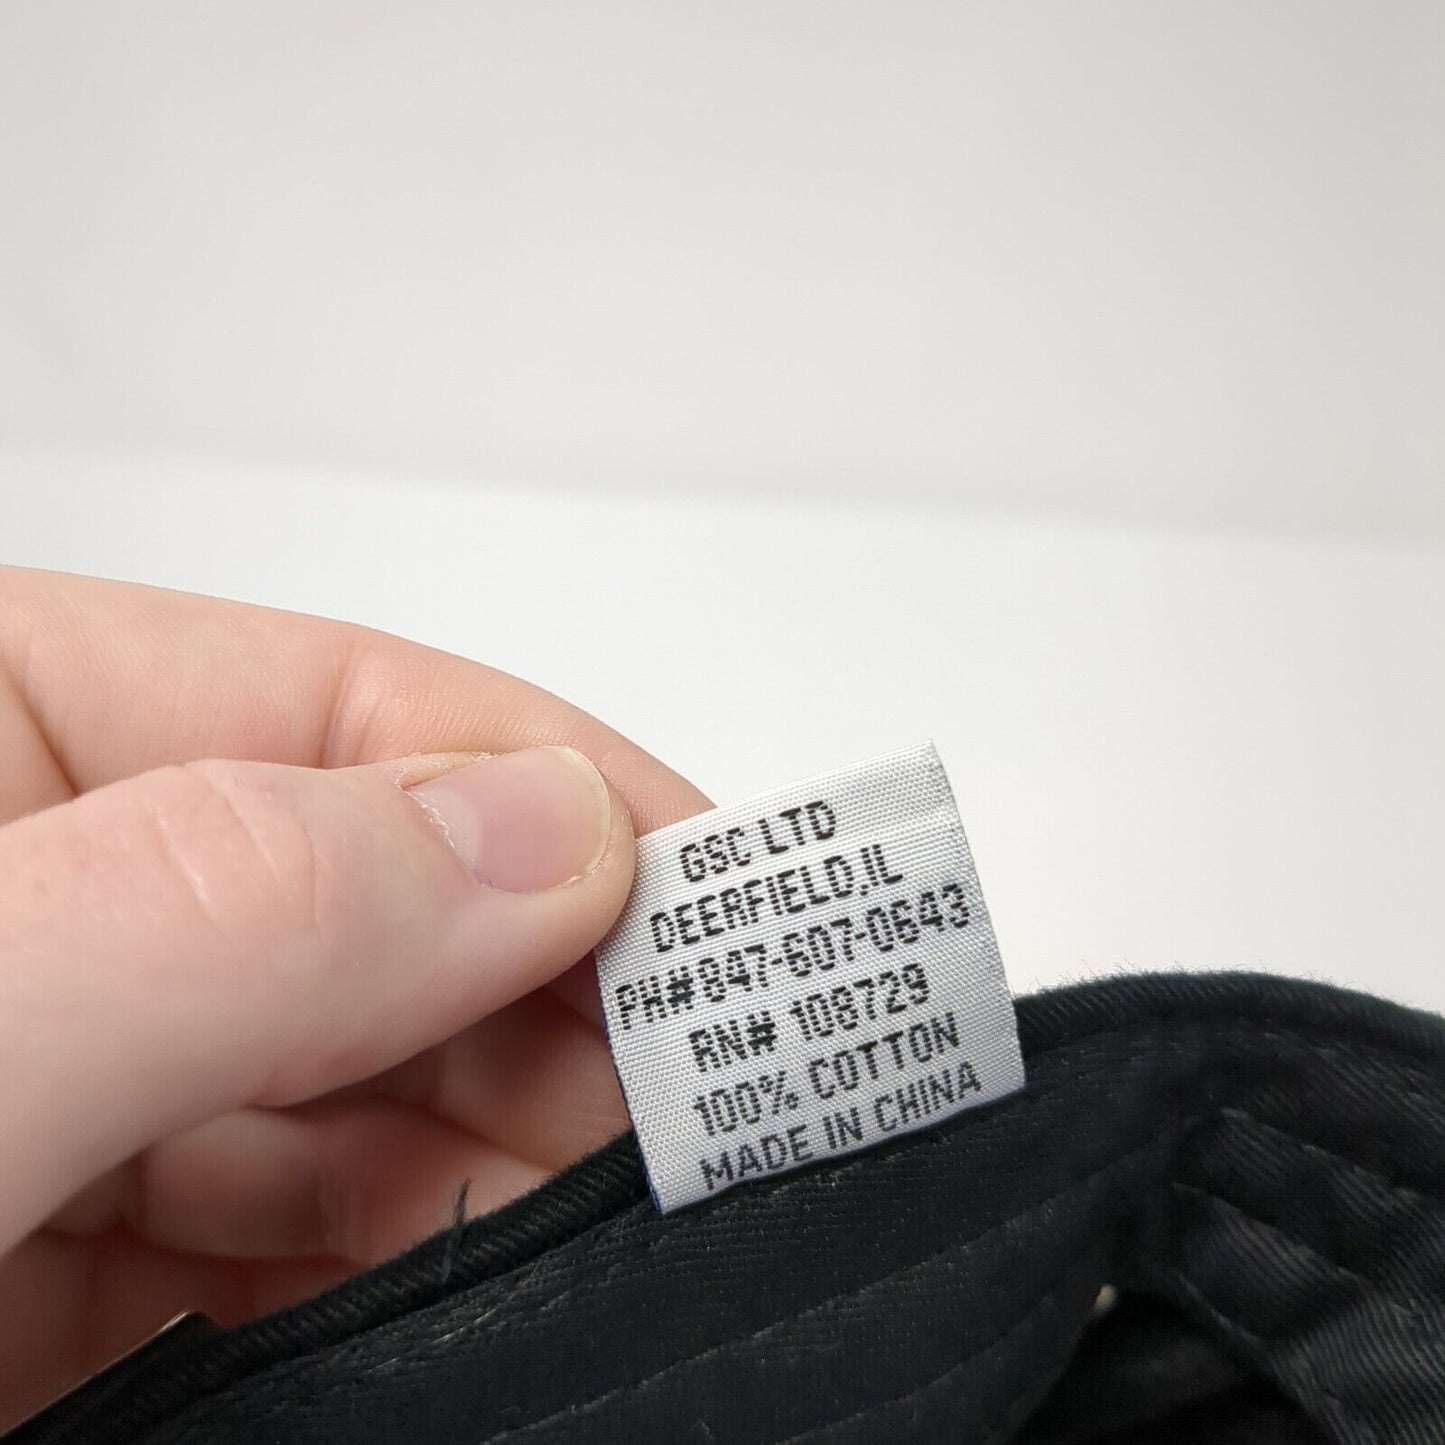 GSC LTD
DEERFIELD,IL
PH#847-607-0643
RN# 108729
100% COTTON
MADE IN CHINA